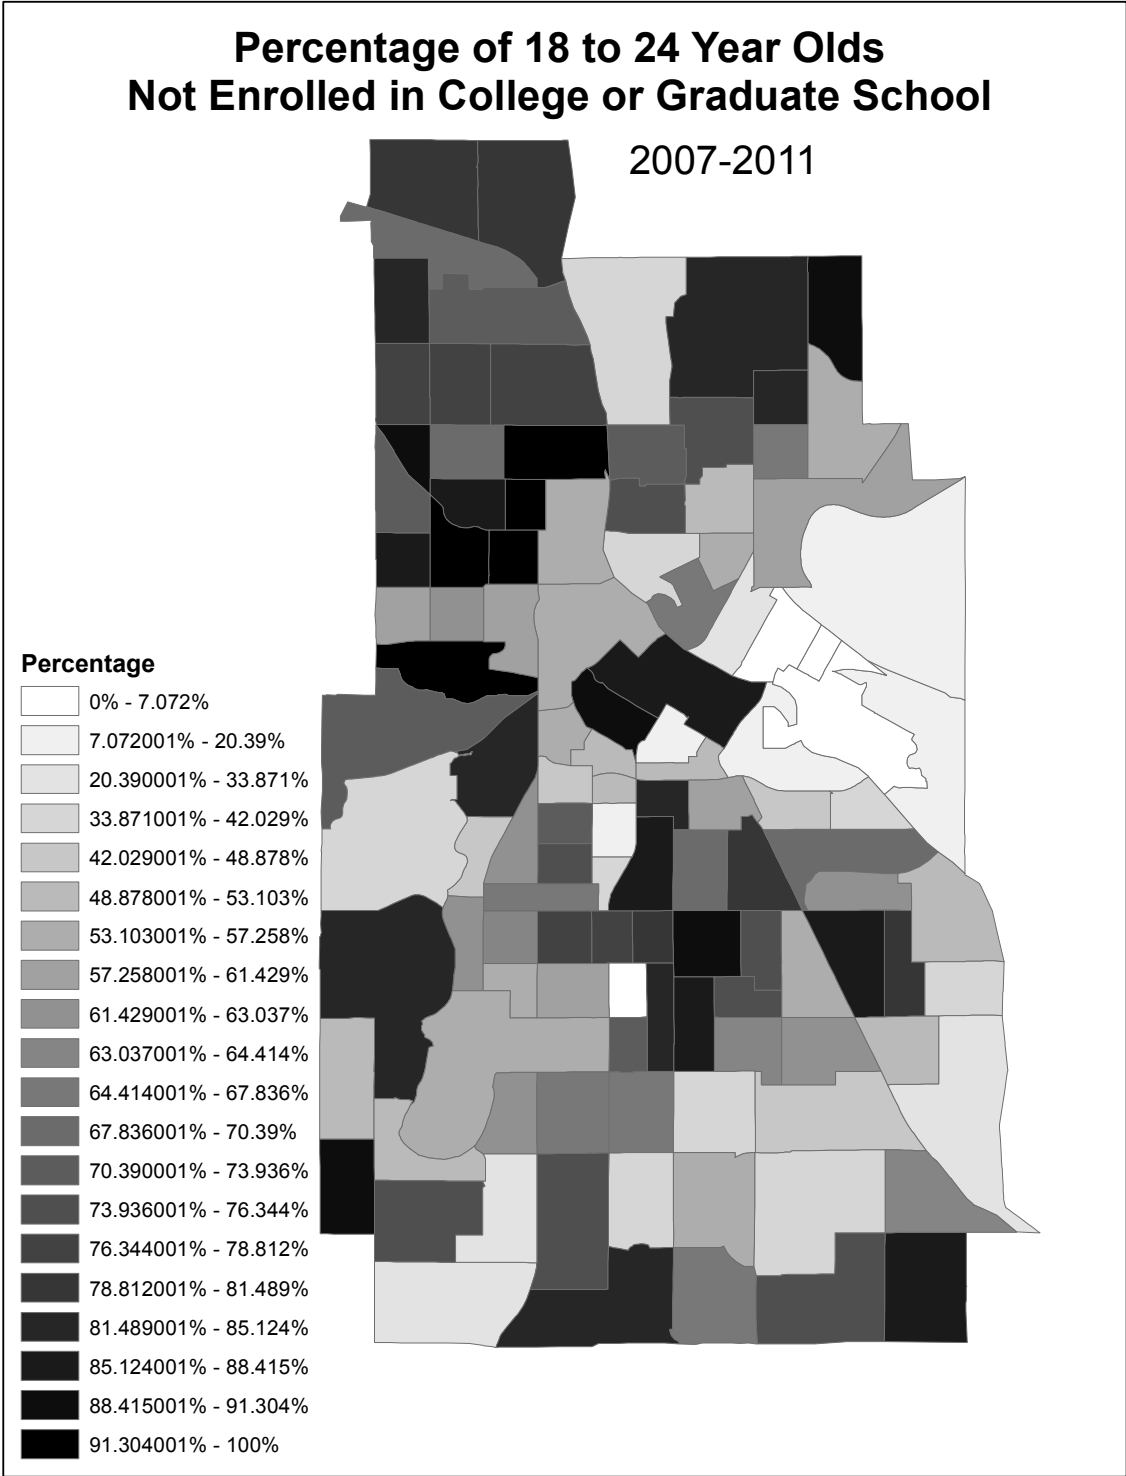 Percentage of 18 to 24 Year Olds
Not Enrolled in College or Graduate School
2007-2011
Percentage
0% - 7.072%
7.072001% - 20.39%
20.390001% - 33.871%
33.871001% - 42.029%
42.029001% - 48.878%
48.878001% - 53.103%
53.103001% - 57.258%
57.258001% - 61.429%
61.429001% - 63.037%
63.037001% - 64.414%
64.414001% - 67.836%
67.836001% - 70.39%
70.390001% - 73.936%
73.936001% - 76.344%
76.344001% - 78.812%
78.812001% - 81.489%
81.489001% - 85.124%
85.124001% - 88.415%
88.415001% - 91.304%
91.304001% - 100%